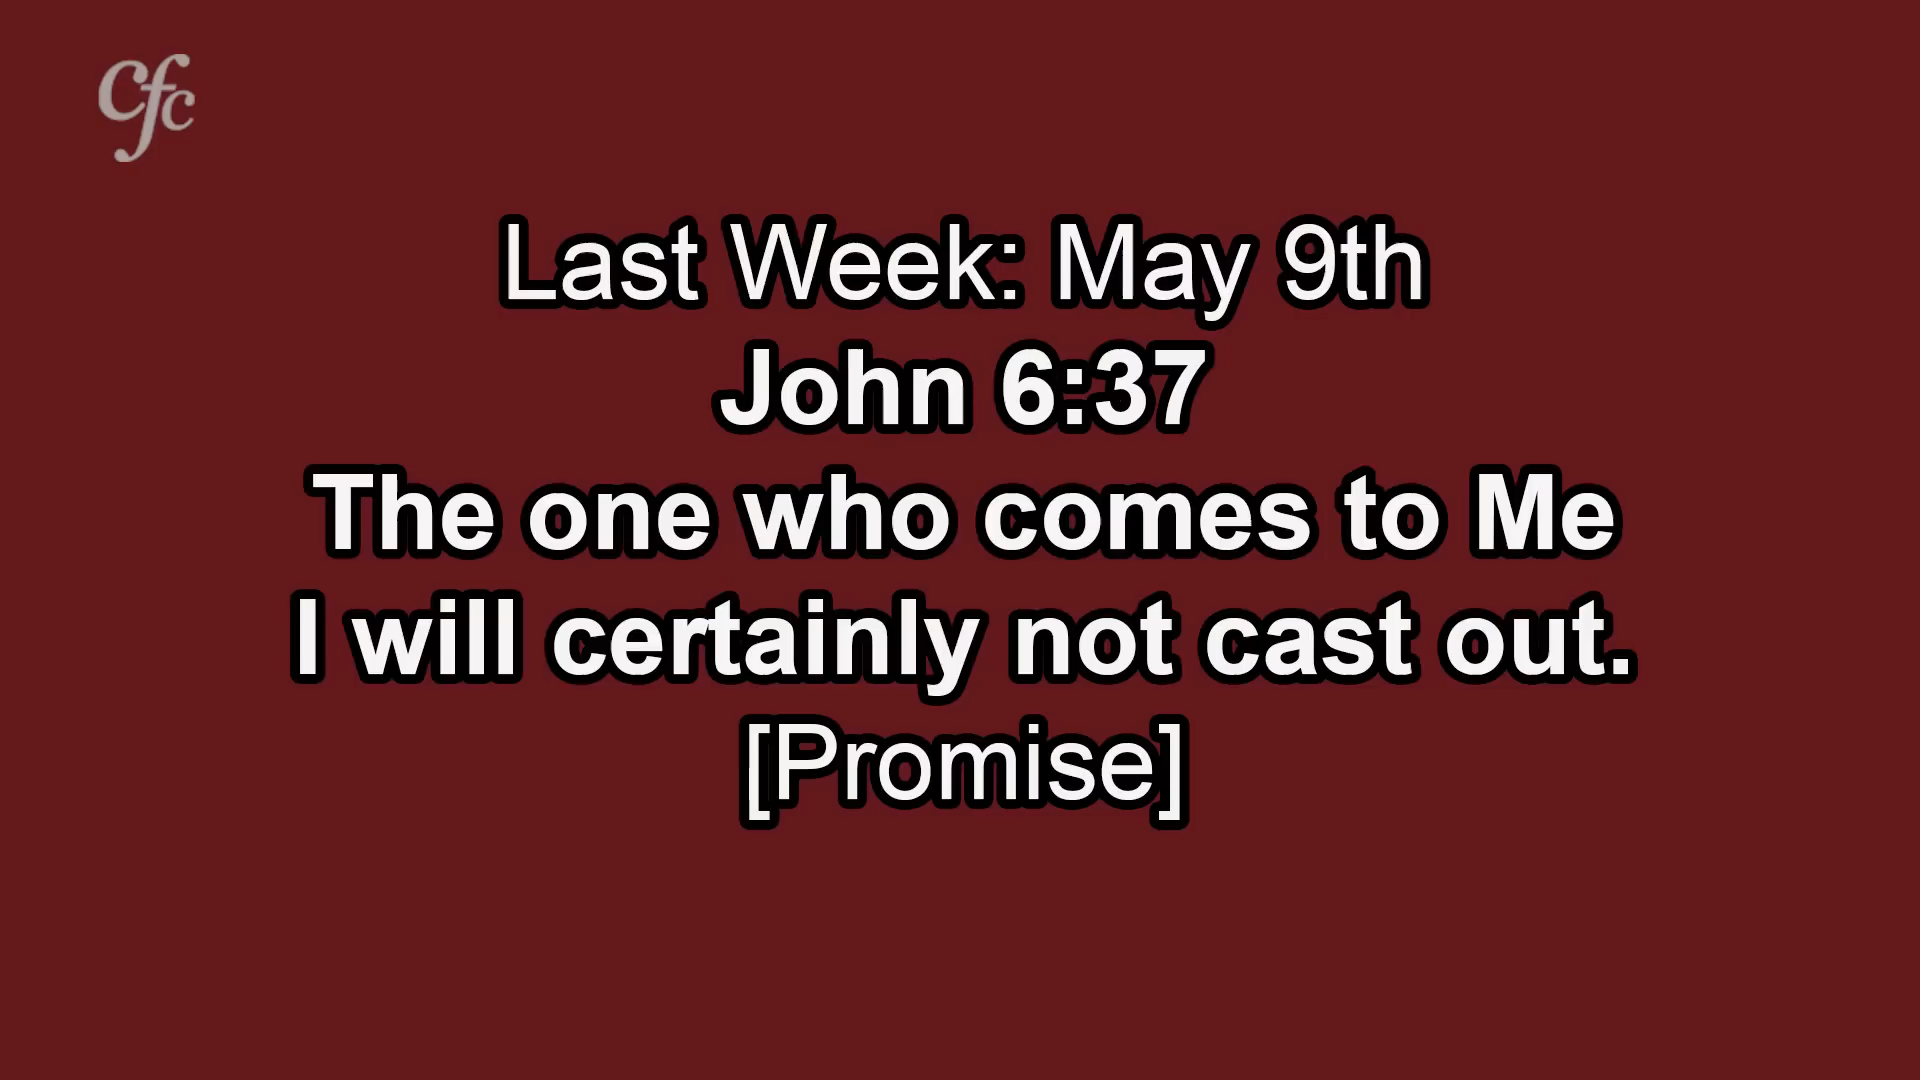 cfc
Last Week: May 9th
John 6:37
The one who comes to Me
I will certainly not cast out.
[Promise]